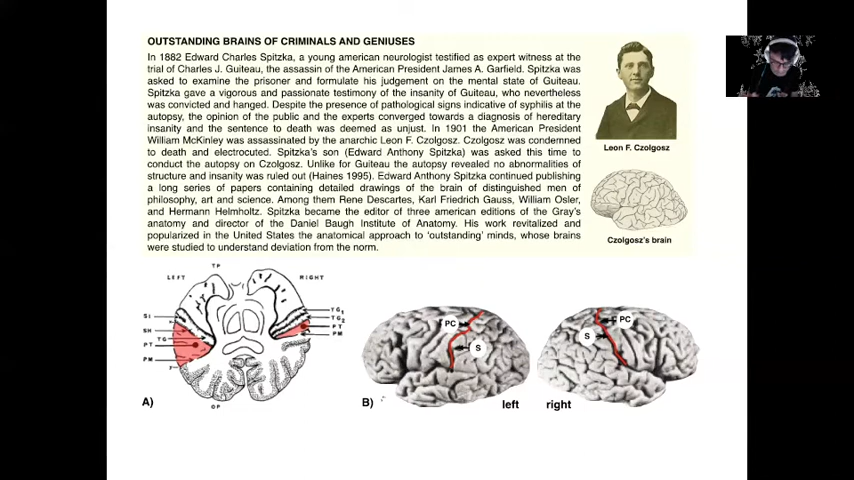 OUTSTANDING BRAINS OF CRIMINALS AND GENIUSES
In 1882 Edward Charles Spitzka, a young american neurologist testified as expert witness at the
trial of Charles J. Guiteau, the assassin of the American President James A. Garfield. Spitzka was
asked to examine the prisoner and formulate his judgement on the mental state of Guiteau.
Spitzka gave a vigorous and passionate testimony of the insanity of Guiteau, who nevertheless
was convicted and hanged. Despite the presence of pathological signs indicative of syphilis at the
autopsy, the opinion of the public and the experts converged towards a diagnosis of hereditary
insanity and the sentence to death was deemed as unjust. In 1901 the American President
William McKinley was assassinated by the anarchic Leon F. Czolgosz. Czolgosz was condemned
to death and electrocuted. Spitzka's son (Edward Anthony Spitzka) was asked this time to
conduct the autopsy on Czolgosz. Unlike for Guiteau the autopsy revealed no abnormalities of
structure and insanity was ruled out (Haines 1995). Edward Anthony Spitzka continued publishing
a long series of papers containing detailed drawings of the brain of distinguished men of
philosophy, art and science. Among them Rene Descartes, Karl Friedrich Gauss, William Osler,
and Hermann Helmholtz. Spitzka became the editor of three american editions of the Gray's
anatomy and director of the Daniel Baugh Institute of Anatomy. His work revitalized and
popularized in the United States the anatomical approach to 'outstanding' minds, whose brains
were studied to understand deviation from the norm.
Leon F. Czolgosz
Czolgosz's brain
TP
LEFT
RIGHT
TG1
TG2
PT
PM
SI
SH
TG
PT
PM
OP
A)
PC
S
B)
left
PC
S
right